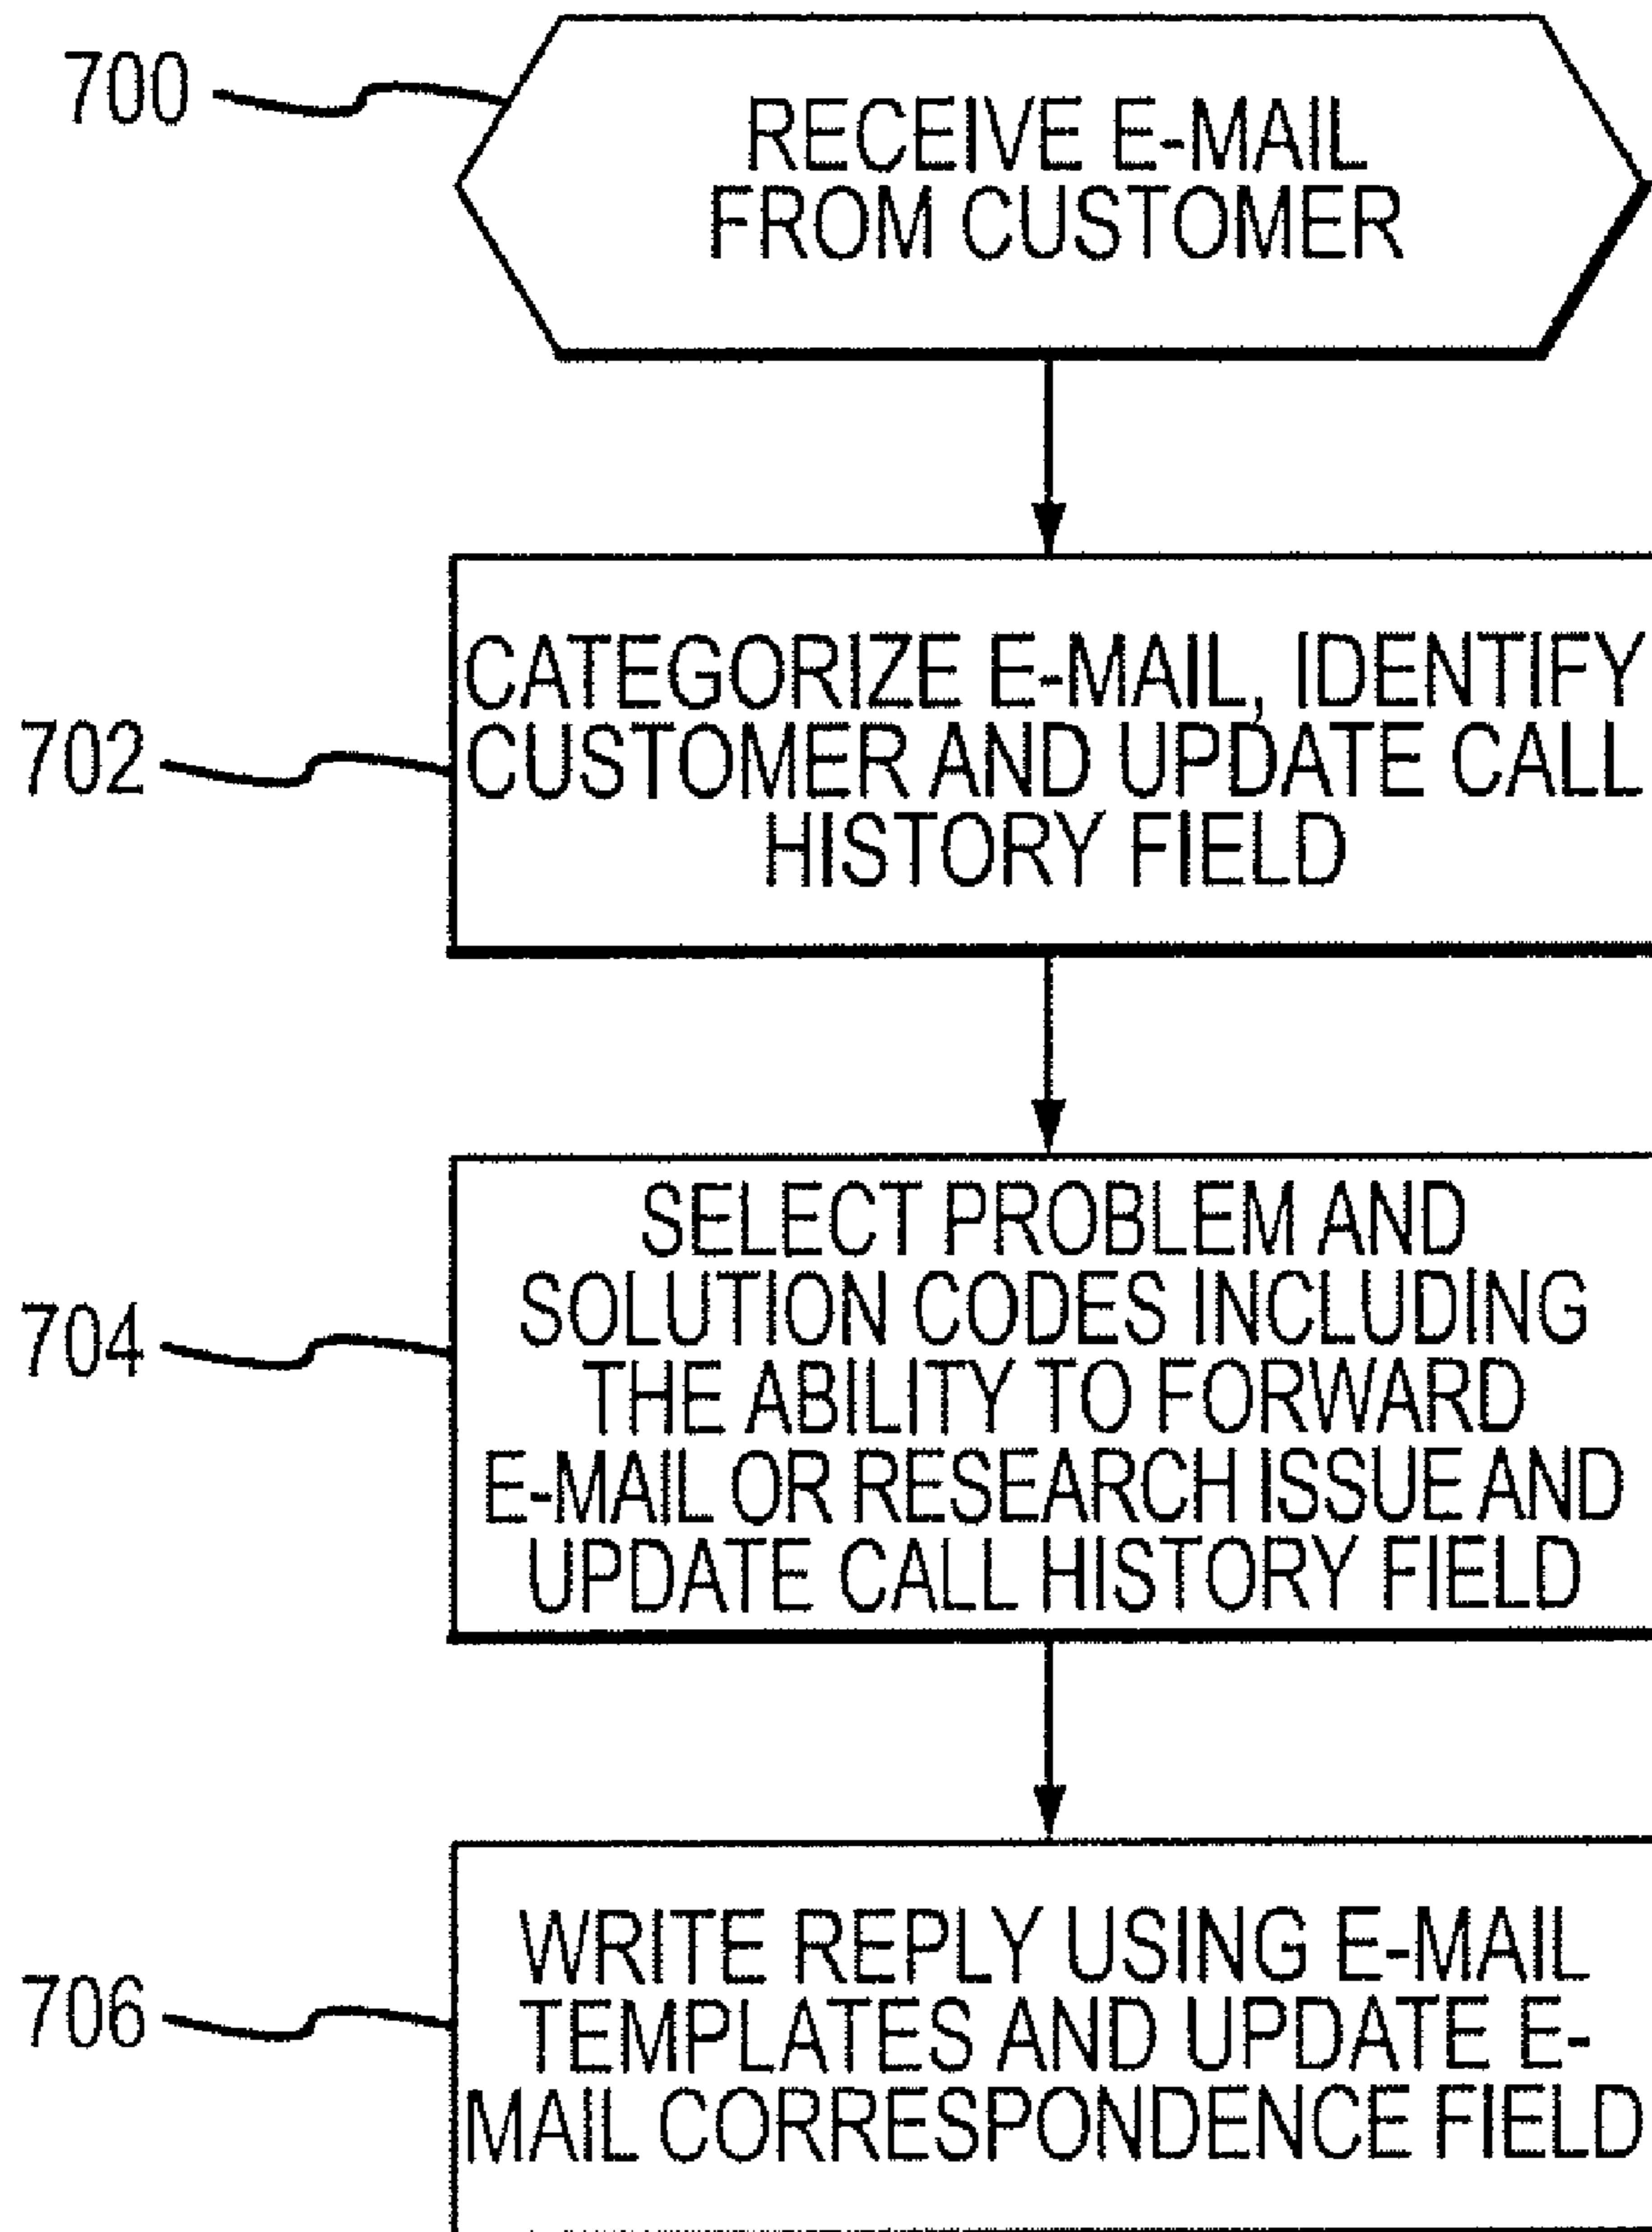 700
RECEIVE E-MAIL
FROM CUSTOMER
702
CATEGORIZE E-MAIL, IDENTIFY
CUSTOMER AND UPDATE CALL
HISTORY FIELD
704
SELECT PROBLEM AND
SOLUTION CODES INCLUDING
THE ABILITY TO FORWARD
E-MAIL OR RESEARCH ISSUE AND
UPDATE CALL HISTORY FIELD
706
WRITE REPLY USING E-MAIL
TEMPLATES AND UPDATE E-
MAIL CORRESPONDENCE FIELD